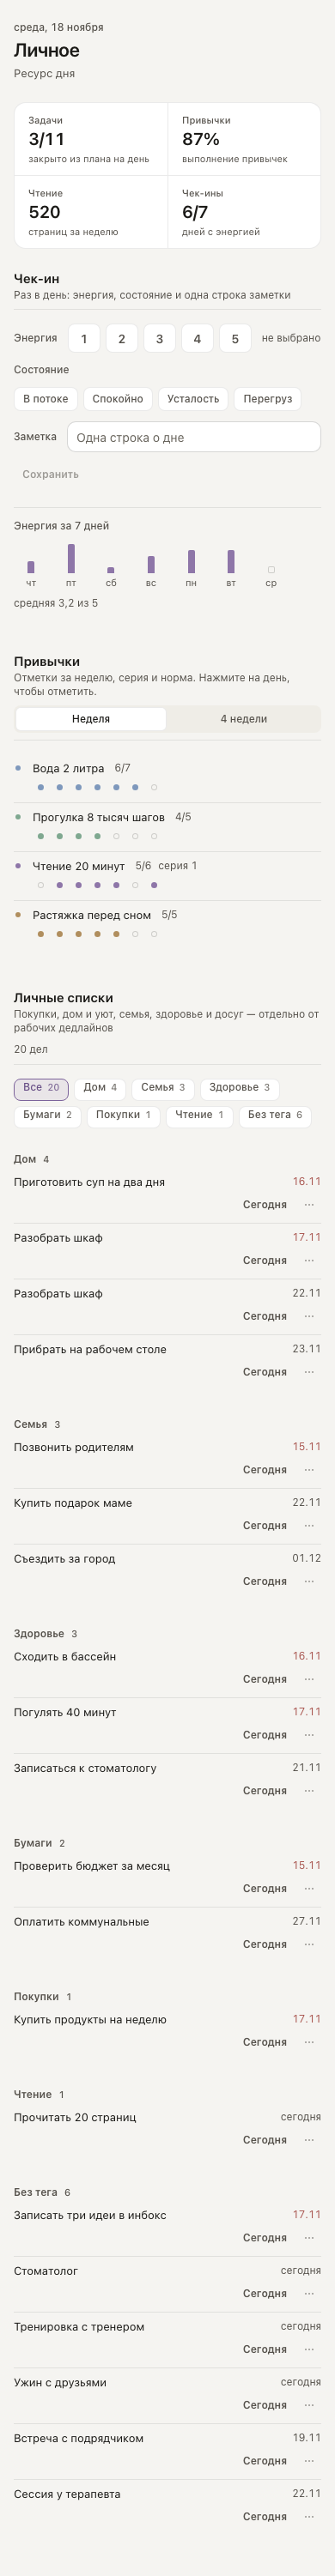 среда, 18 ноября
Личное
Ресурс дня
Задачи
3/11
закрыто из плана на день
Привычки
87%
выполнение привычек
Чтение
520
страниц за неделю
Чек-ины
6/7
дней с энергией
Чек-ин
Раз в день: энергия, состояние и одна строка заметки
Энергия 1 2 3 4 5 не выбрано
Состояние
В потоке Спокойно Усталость Перегруз
Заметка Одна строка о дне
Сохранить
Энергия за 7 дней
чт пт сб вс пн вт ср
средняя 3,2 из 5
Привычки
Отметки за неделю, серия и норма. Нажмите на день,
чтобы отметить.
Неделя 4 недели
Вода 2 литра 6/7
Прогулка 8 тысяч шагов 4/5
Чтение 20 минут 5/6 серия 1
Растяжка перед сном 5/5
Личные списки
Покупки, дом и уют, семья, здоровье и досуг — отдельно от
рабочих дедлайнов
20 дел
Все 20 Дом 4 Семья 3 Здоровье 3
Бумаги 2 Покупки 1 Чтение 1 Без тега 6
Дом 4
Приготовить суп на два дня 16.11
Сегодня ···
Разобрать шкаф 17.11
Сегодня ···
Разобрать шкаф 22.11
Сегодня ···
Прибрать на рабочем столе 23.11
Сегодня ···
Семья 3
Позвонить родителям 15.11
Сегодня ···
Купить подарок маме 22.11
Сегодня ···
Съездить за город 01.12
Сегодня ···
Здоровье 3
Сходить в бассейн 16.11
Сегодня ···
Погулять 40 минут 17.11
Сегодня ···
Записаться к стоматологу 21.11
Сегодня ···
Бумаги 2
Проверить бюджет за месяц 15.11
Сегодня ···
Оплатить коммунальные 27.11
Сегодня ···
Покупки 1
Купить продукты на неделю 17.11
Сегодня ···
Чтение 1
Прочитать 20 страниц сегодня
Сегодня ···
Без тега 6
Записать три идеи в инбокс 17.11
Сегодня ···
Стоматолог сегодня
Сегодня ···
Тренировка с тренером сегодня
Сегодня ···
Ужин с друзьями сегодня
Сегодня ···
Встреча с подрядчиком 19.11
Сегодня ···
Сессия у терапевта 22.11
Сегодня ···